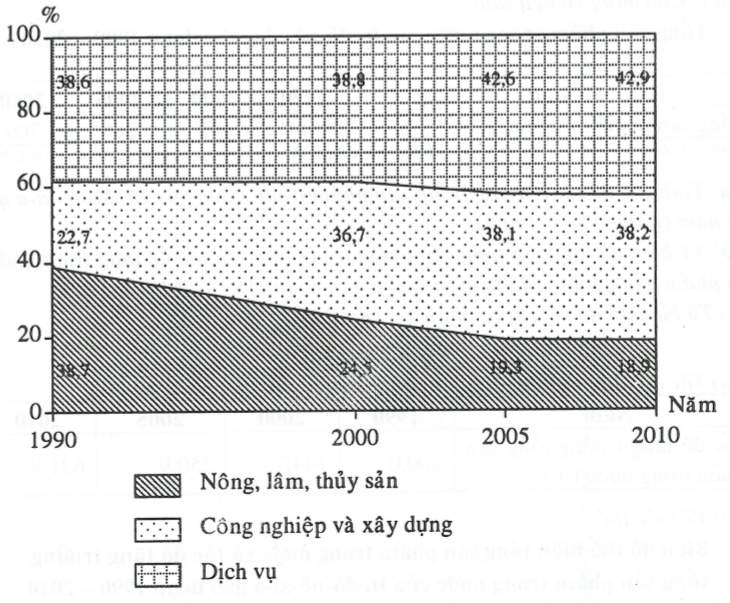 %
100
38,6 38,8 42,6 42,9
80
60
22,7 36,7 38,1 38,2
40
20
38,7 24,5 19,3 18,9
0
Năm
1990 2000 2005 2010
Nông, lâm, thủy sản
Công nghiệp và xây dựng
Dịch vụ